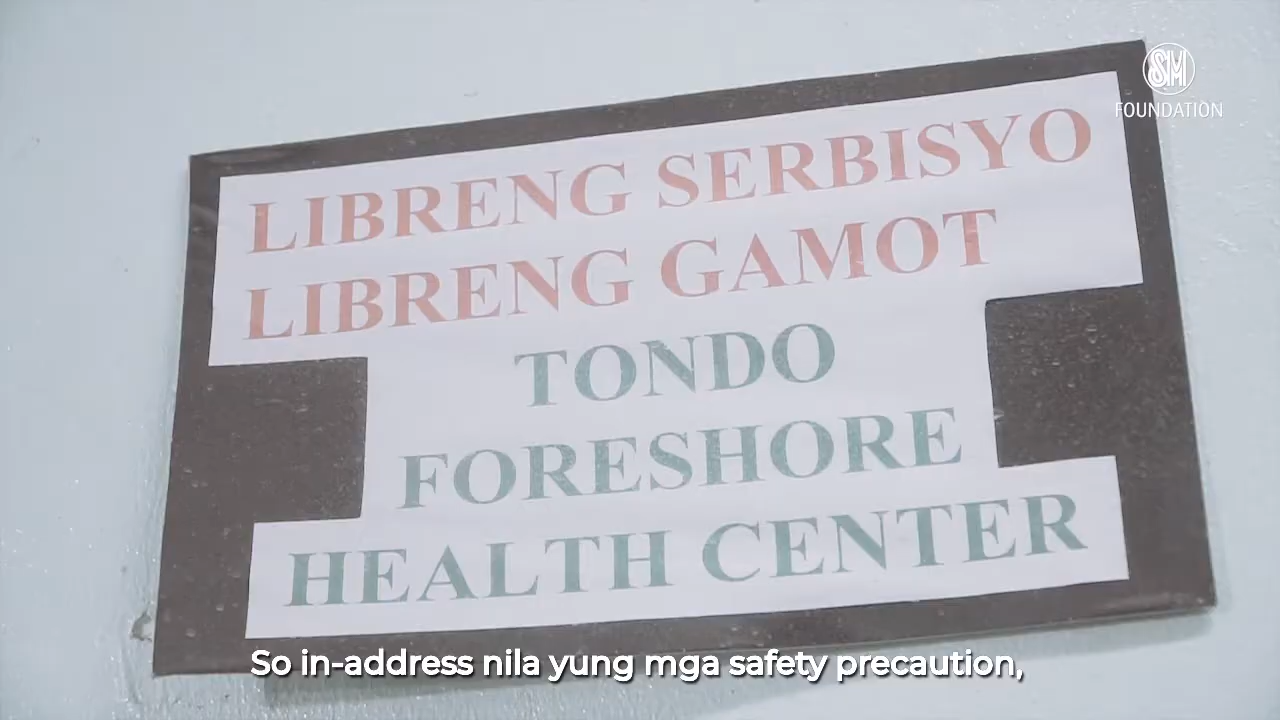 SM
FOUNDATION
LIBRENG SERBISYO
LIBRENG GAMOT
TONDO
FORESHORE
HEALTH CENTER
So in-address nila yung mga safety precaution,